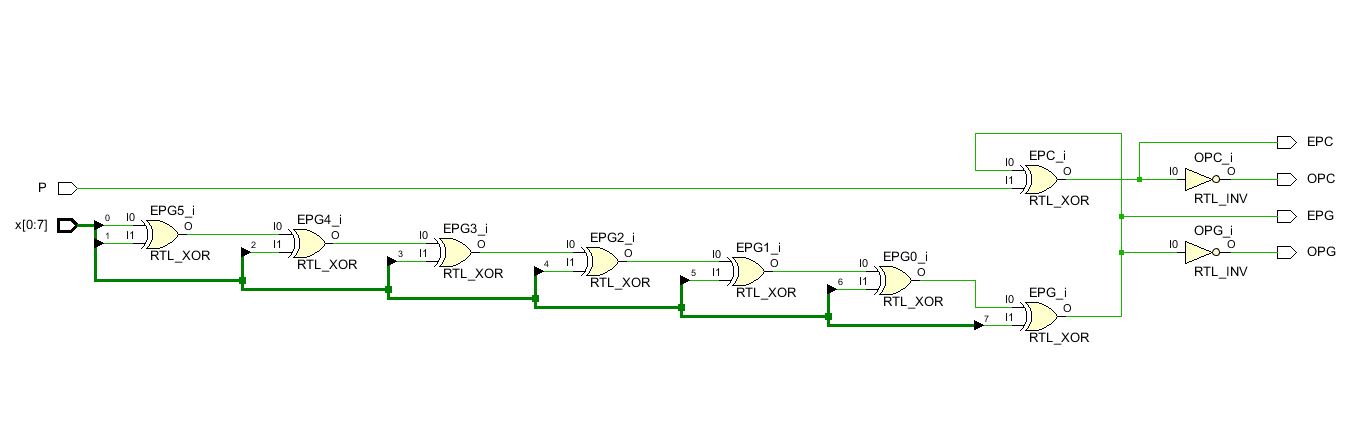 EPC
EPC_i
I0
I1
O
RTL_XOR
OPC_i
I0
O
RTL_INV
OPC
P
EPG
x[0:7]
0
1
EPG5_i
I0
I1
O
RTL_XOR
2
EPG4_i
I0
I1
O
RTL_XOR
3
EPG3_i
I0
I1
O
RTL_XOR
4
EPG2_i
I0
I1
O
RTL_XOR
5
EPG1_i
I0
I1
O
RTL_XOR
6
EPG0_i
I0
I1
O
RTL_XOR
7
EPG_i
I0
I1
O
RTL_XOR
OPG_i
I0
O
RTL_INV
OPG